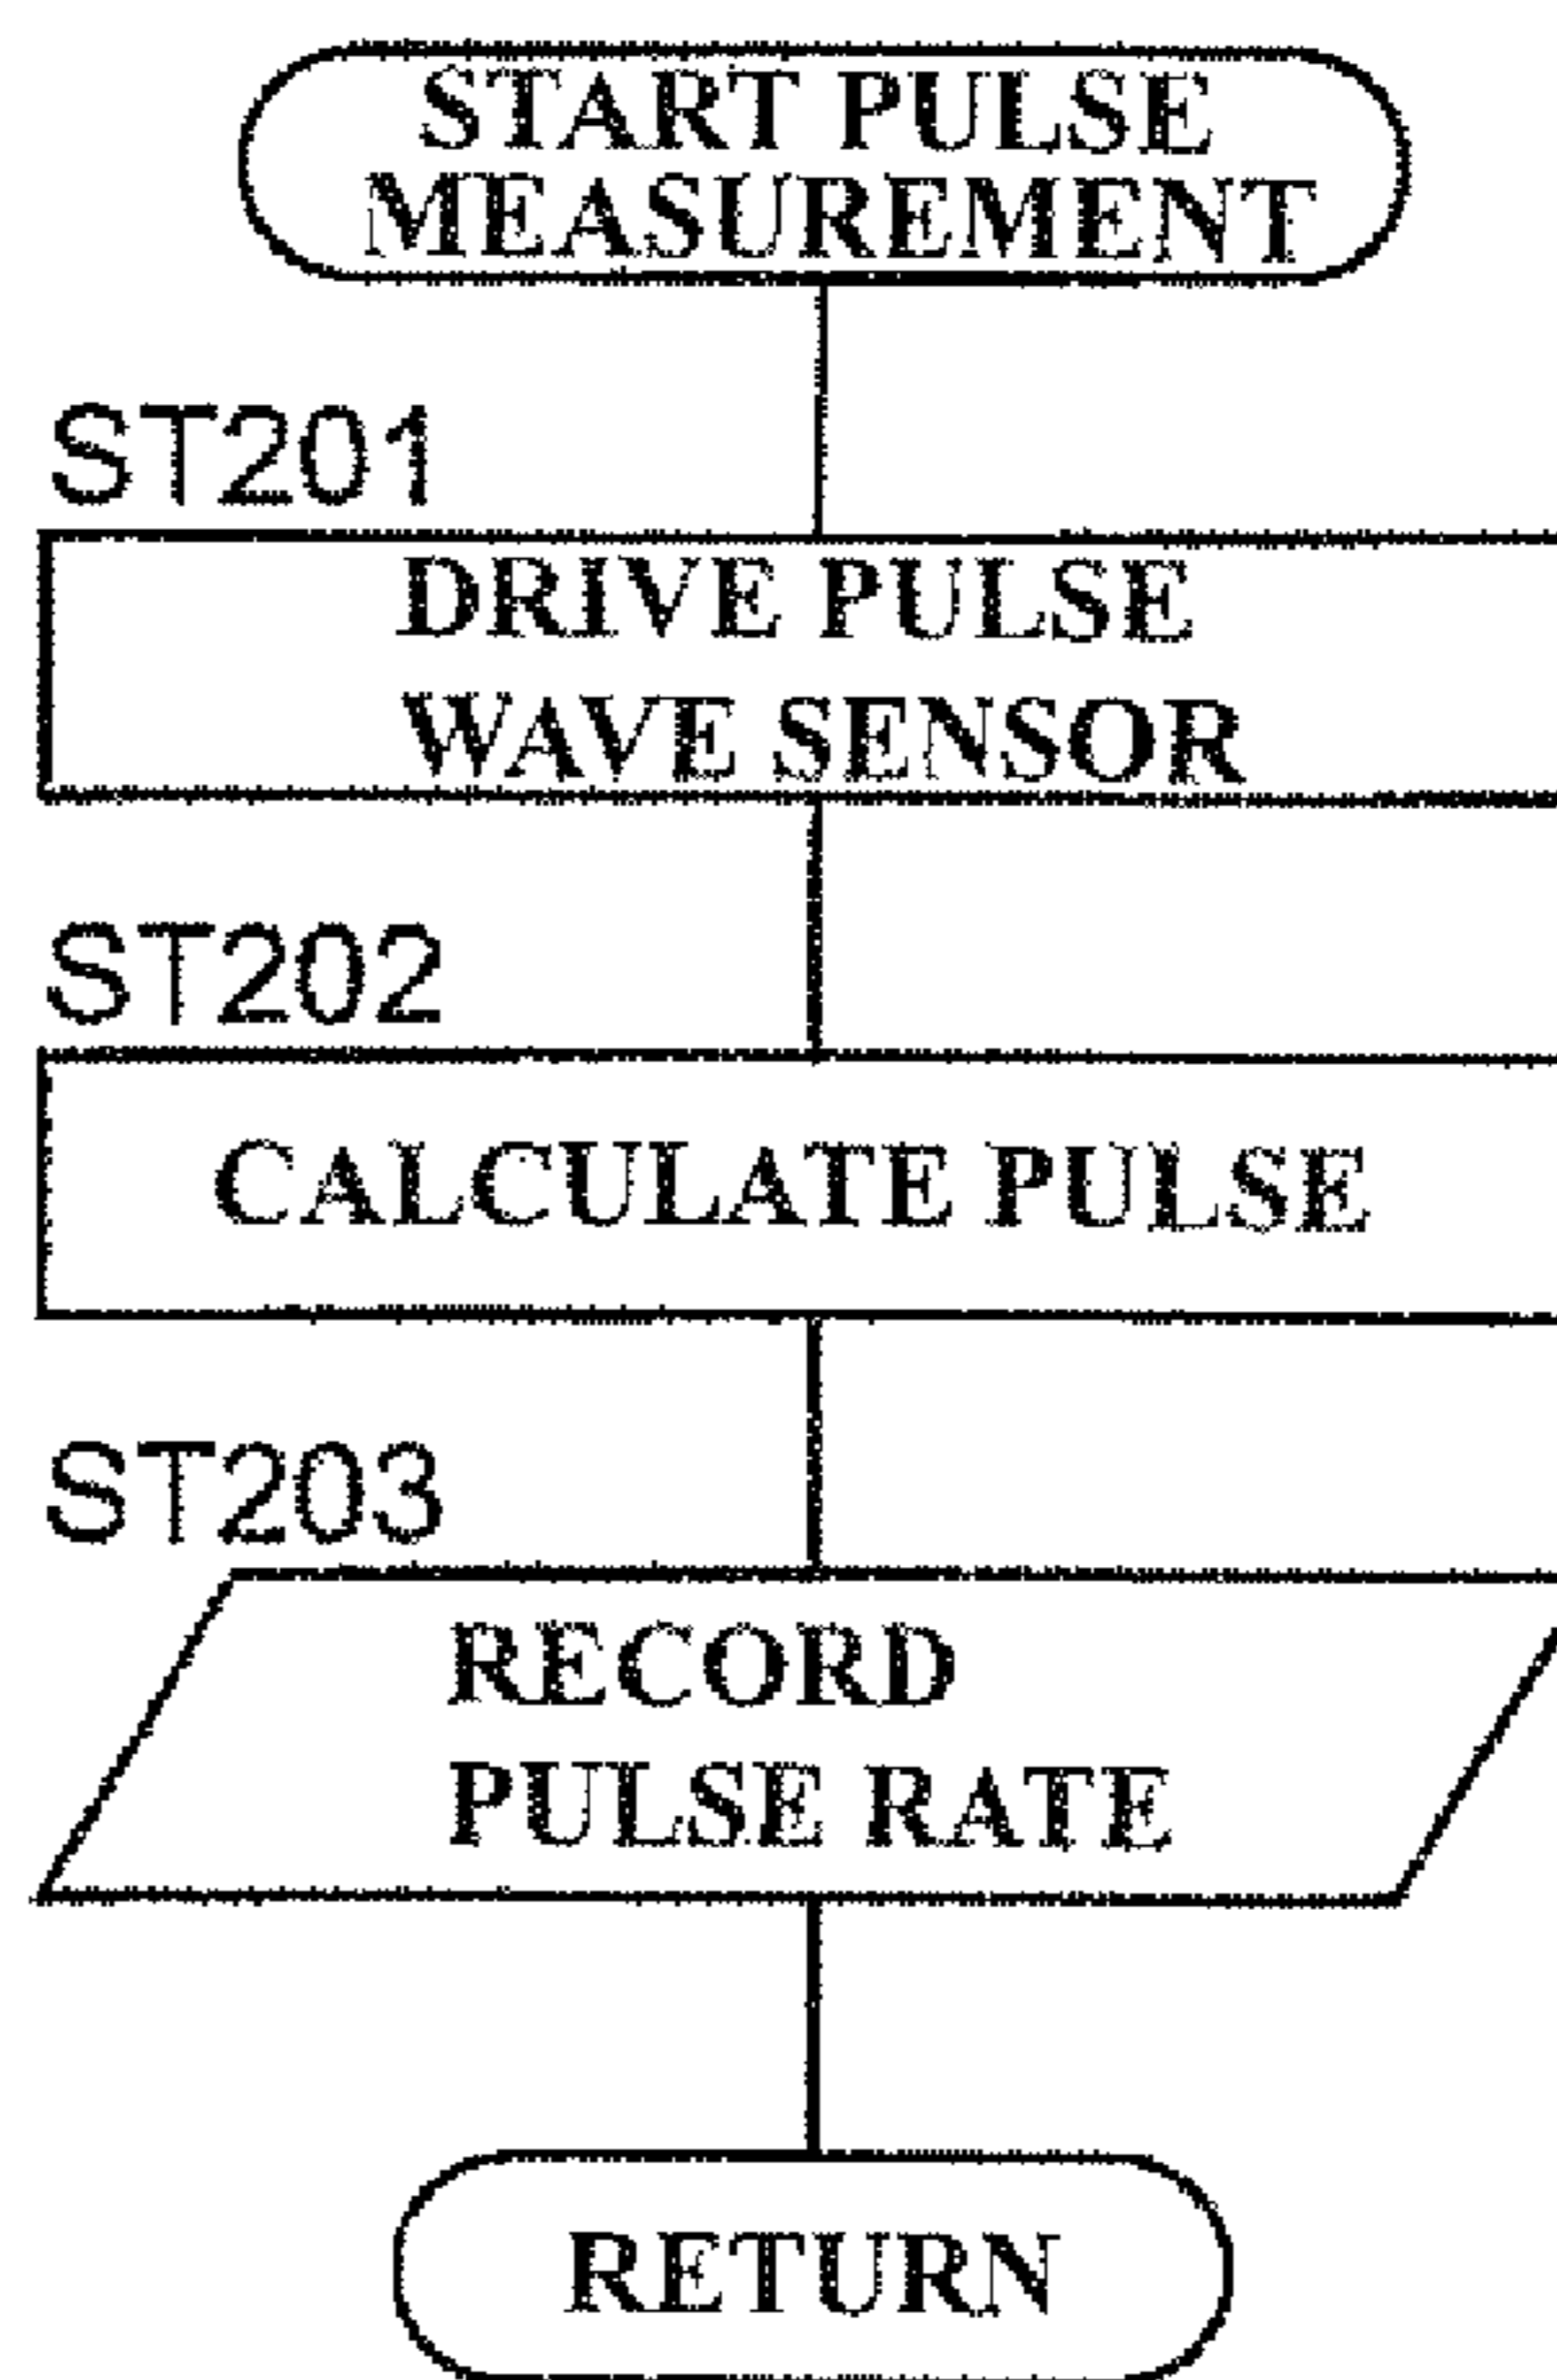 START PULSE
MEASUREMENT
ST201
DRIVE PULSE
WAVE SENSOR
ST202
CALCULATE PULSE
ST203
RECORD
PULSE RATE
RETURN